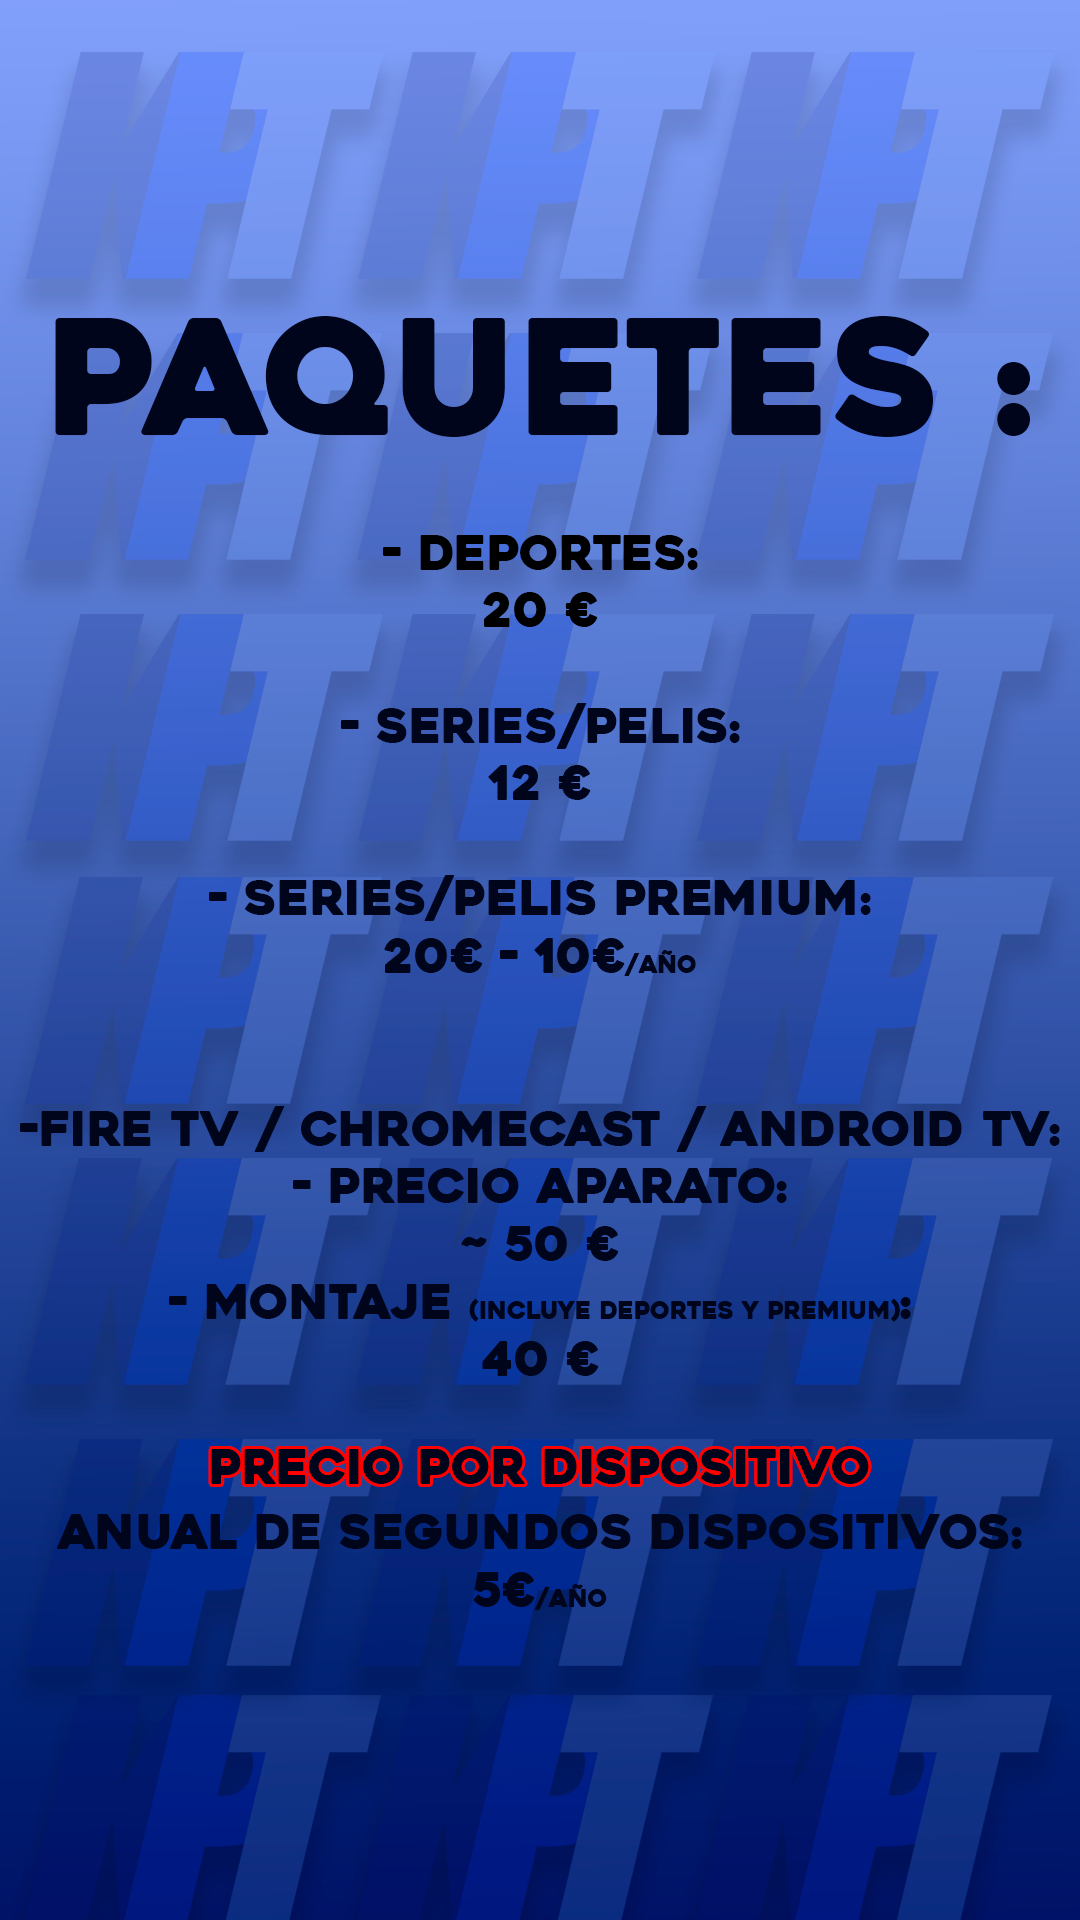 PAQUETES :
- DEPORTES:
20 €
- SERIES/PELIS:
12 €
- SERIES/PELIS PREMIUM:
20€ - 10€/AÑO
-FIRE TV / CHROMECAST / ANDROID TV:
- PRECIO APARATO:
~ 50 €
- MONTAJE (INCLUYE DEPORTES Y PREMIUM):
40 €
PRECIO POR DISPOSITIVO
ANUAL DE SEGUNDOS DISPOSITIVOS:
5€/AÑO